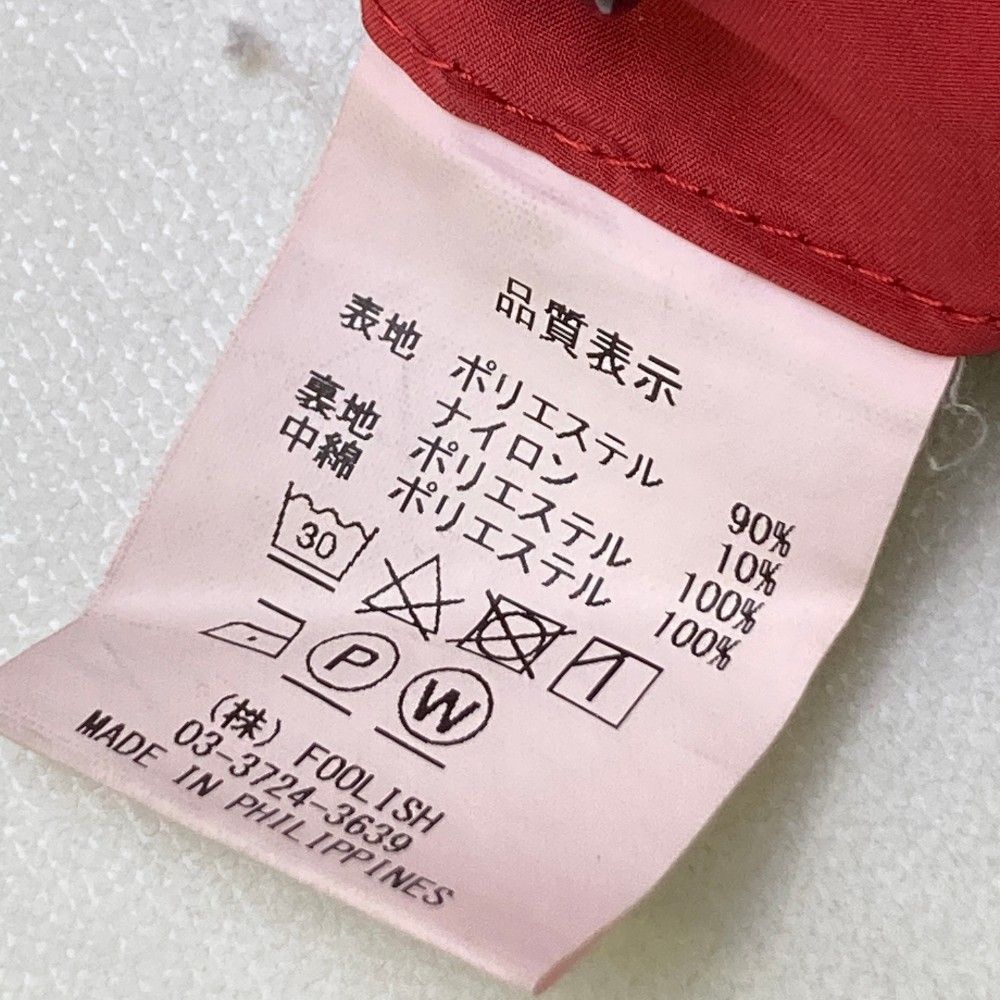 品質表示
表地 ポリエステル 90%
ナイロン 10%
裏地 ポリエステル 100%
中綿 ポリエステル 100%
30
P W
(株) FOOLISH
03-3724-3639
MADE IN PHILIPPINES